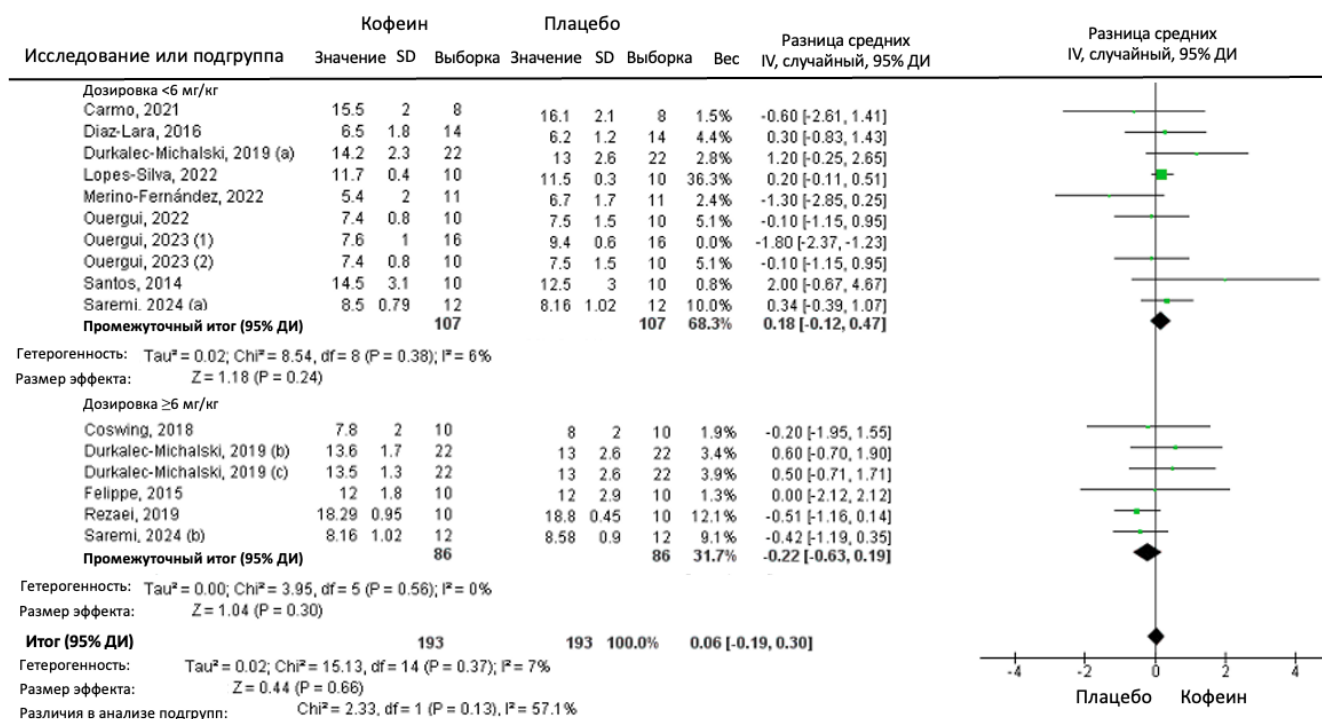 Кофеин Плацебо
Исследование или подгруппа Значение SD Выборка Значение SD Выборка Вес Разница средних IV, случайный, 95% ДИ Разница средних IV, случайный, 95% ДИ
Дозировка <6 мг/кг
Carmo, 2021 15.5 2 8 16.1 2.1 8 1.5% -0.60 [-2.61, 1.41]
Diaz-Lara, 2016 6.5 1.8 14 6.2 1.2 14 4.4% 0.30 [-0.83, 1.43]
Durkalec-Michalski, 2019 (a) 14.2 2.3 22 13 2.6 22 2.8% 1.20 [-0.25, 2.65]
Lopes-Silva, 2022 11.7 0.4 10 11.5 0.3 10 36.3% 0.20 [-0.11, 0.51]
Merino-Fernández, 2022 5.4 2 11 6.7 1.7 11 2.4% -1.30 [-2.85, 0.25]
Ouergui, 2022 7.4 0.8 10 7.5 1.5 10 5.1% -0.10 [-1.15, 0.95]
Ouergui, 2023 (1) 7.6 1 16 9.4 0.6 16 0.0% -1.80 [-2.37, -1.23]
Ouergui, 2023 (2) 7.4 0.8 10 7.5 1.5 10 5.1% -0.10 [-1.15, 0.95]
Santos, 2014 14.5 3.1 10 12.5 3 10 0.8% 2.00 [-0.67, 4.67]
Saremi, 2024 (a) 8.5 0.79 12 8.16 1.02 12 10.0% 0.34 [-0.39, 1.07]
Промежуточный итог (95% ДИ) 107 107 68.3% 0.18 [-0.12, 0.47]
Гетерогенность: Tau² = 0.02; Chi² = 8.54, df = 8 (P = 0.38); I² = 6%
Размер эффекта: Z = 1.18 (P = 0.24)
Дозировка ≥6 мг/кг
Coswing, 2018 7.8 2 10 8 2 10 1.9% -0.20 [-1.95, 1.55]
Durkalec-Michalski, 2019 (b) 13.6 1.7 22 13 2.6 22 3.4% 0.60 [-0.70, 1.90]
Durkalec-Michalski, 2019 (c) 13.5 1.3 22 13 2.6 22 3.9% 0.50 [-0.71, 1.71]
Felippe, 2015 12 1.8 10 12 2.9 10 1.3% 0.00 [-2.12, 2.12]
Rezaei, 2019 18.29 0.95 10 18.8 0.45 10 12.1% -0.51 [-1.16, 0.14]
Saremi, 2024 (b) 8.16 1.02 12 8.58 0.9 12 9.1% -0.42 [-1.19, 0.35]
Промежуточный итог (95% ДИ) 86 86 31.7% -0.22 [-0.63, 0.19]
Гетерогенность: Tau² = 0.00; Chi² = 3.95, df = 5 (P = 0.56); I² = 0%
Размер эффекта: Z = 1.04 (P = 0.30)
Итог (95% ДИ) 193 193 100.0% 0.06 [-0.19, 0.30]
Гетерогенность: Tau² = 0.02; Chi² = 15.13, df = 14 (P = 0.37); I² = 7%
Размер эффекта: Z = 0.44 (P = 0.66)
Различия в анализе подгрупп: Chi² = 2.33, df = 1 (P = 0.13), I² = 57.1%
-4 -2 0 2 4
Плацебо Кофеин